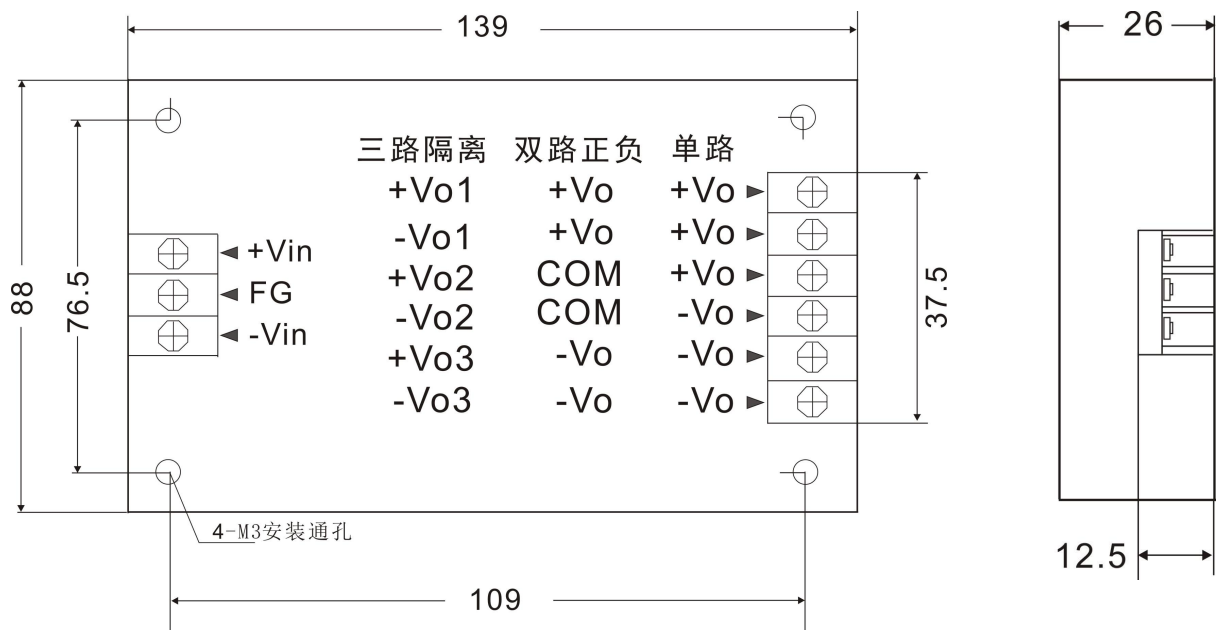 139
26
三路隔离 双路正负 单路
+Vo1 +Vo +Vo
-Vo1 +Vo +Vo
+Vin
+Vo2 COM +Vo
FG
-Vo2 COM -Vo
-Vin
+Vo3 -Vo -Vo
-Vo3 -Vo -Vo
88
76.5
37.5
4-M3安装通孔
12.5
109